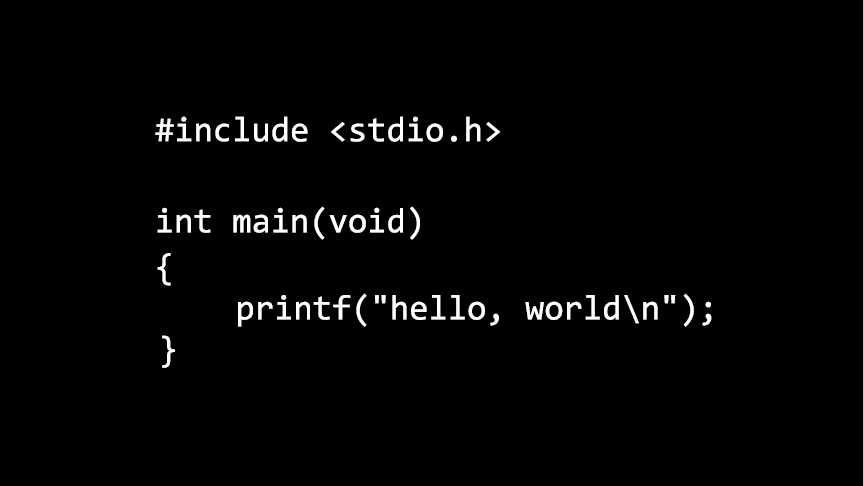 #include <stdio.h>

int main(void)
{
    printf("hello, world\n");
}